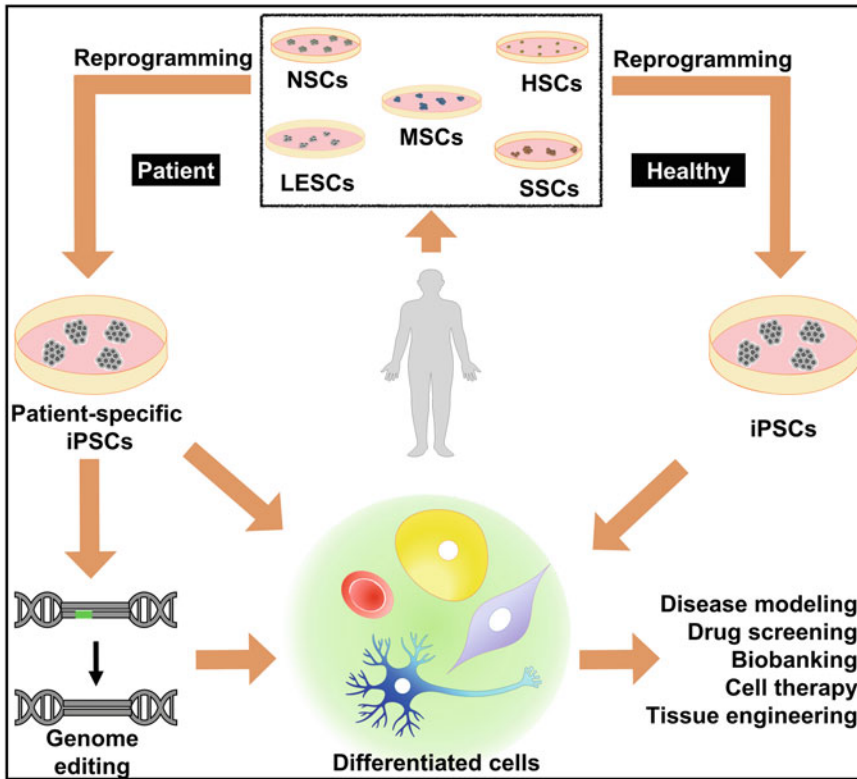 Reprogramming
NSCs
HSCs
Reprogramming
MSCs
LESCs
SSCs
Patient
Healthy
Patient-specific
iPSCs
iPSCs
Disease modeling
Drug screening
Biobanking
Cell therapy
Tissue engineering
Genome
editing
Differentiated cells